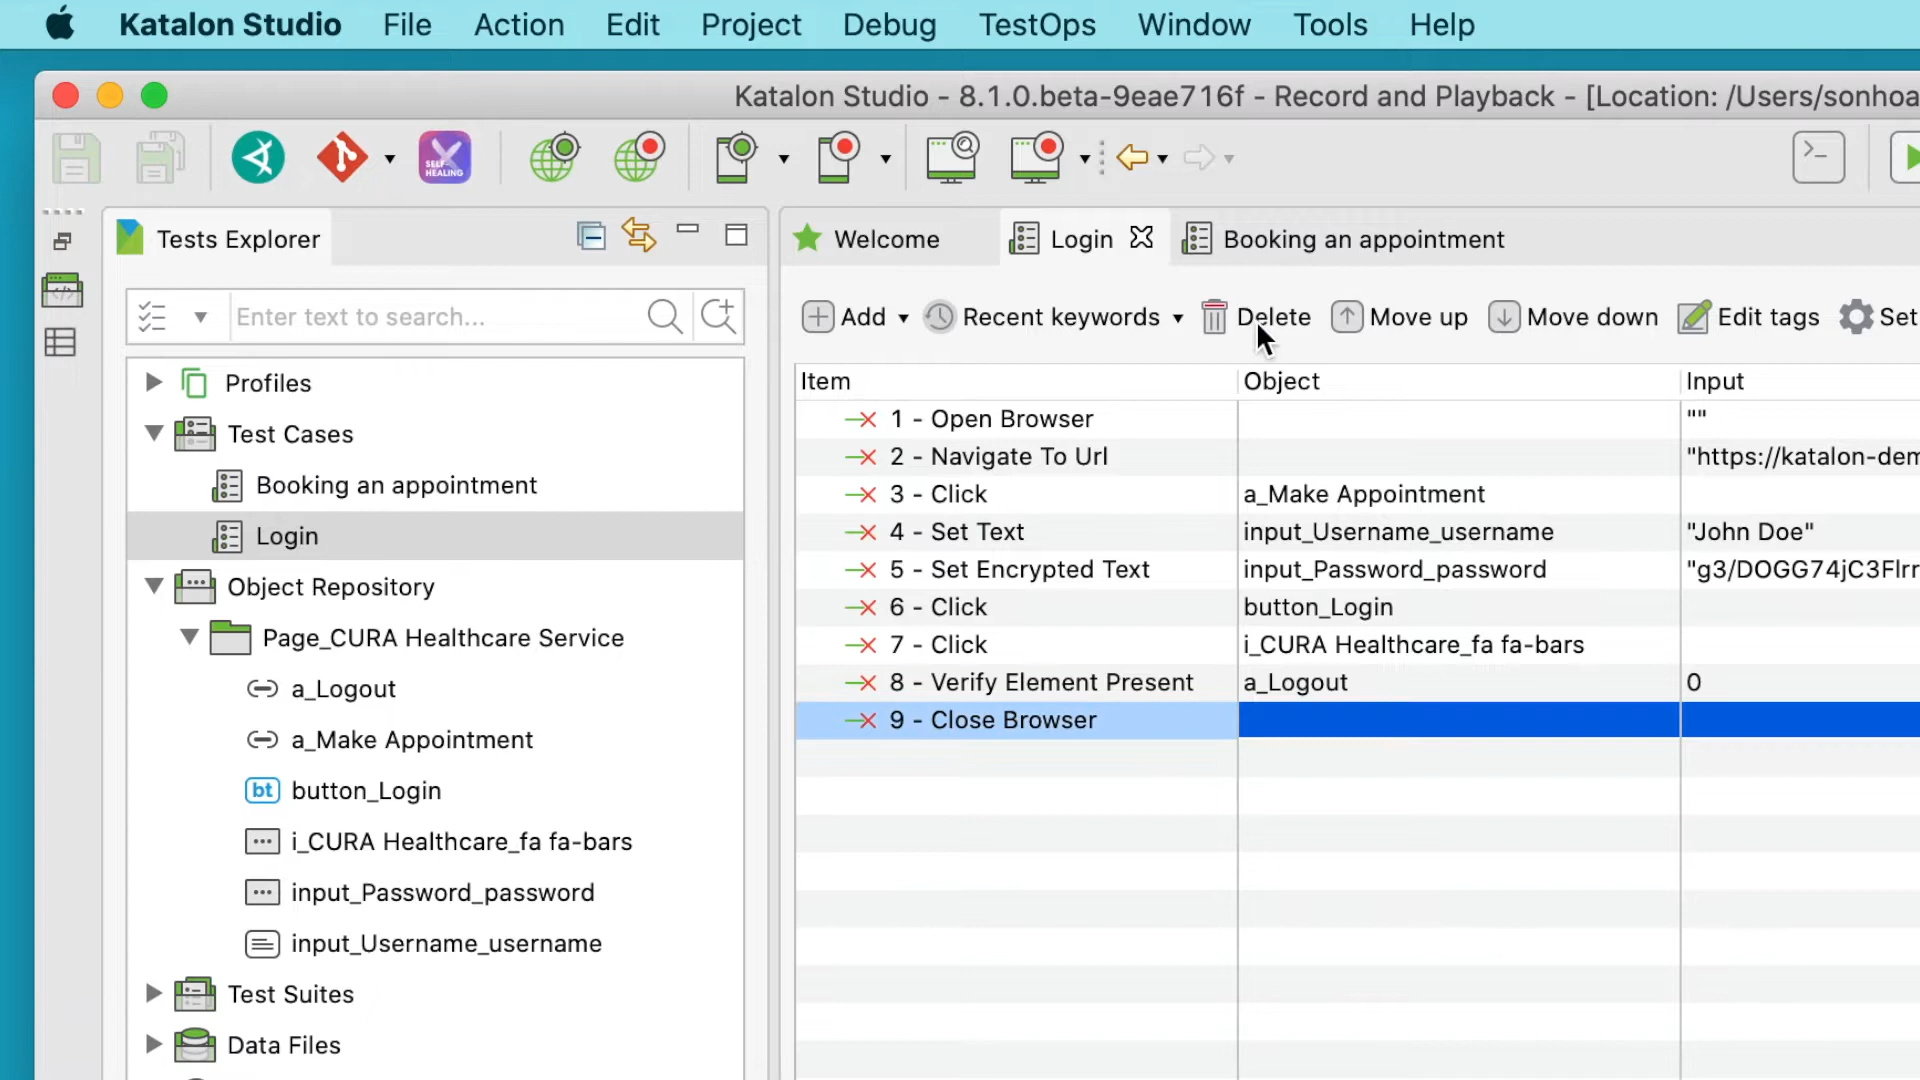 Katalon Studio File Action Edit Project Debug TestOps Window Tools Help
Katalon Studio - 8.1.0.beta-9eae716f - Record and Playback - [Location: /Users/sonhoa
SELF-HEALING
Tests Explorer
Welcome Login Booking an appointment
Enter text to search...
Add Recent keywords Delete Move up Move down Edit tags Set
Profiles
Test Cases
Booking an appointment
Login
Object Repository
Page_CURA Healthcare Service
a_Logout
a_Make Appointment
bt button_Login
i_CURA Healthcare_fa fa-bars
input_Password_password
input_Username_username
Test Suites
Data Files
Item Object Input
1 - Open Browser ""
2 - Navigate To Url "https://katalon-dem
3 - Click a_Make Appointment
4 - Set Text input_Username_username "John Doe"
5 - Set Encrypted Text input_Password_password "g3/DOGG74jC3Flrr
6 - Click button_Login
7 - Click i_CURA Healthcare_fa fa-bars
8 - Verify Element Present a_Logout 0
9 - Close Browser